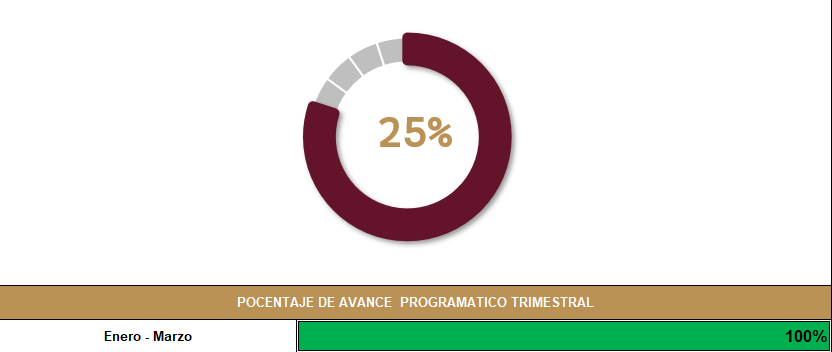 25%
POCENTAJE DE AVANCE  PROGRAMATICO TRIMESTRAL
Enero - Marzo 100%